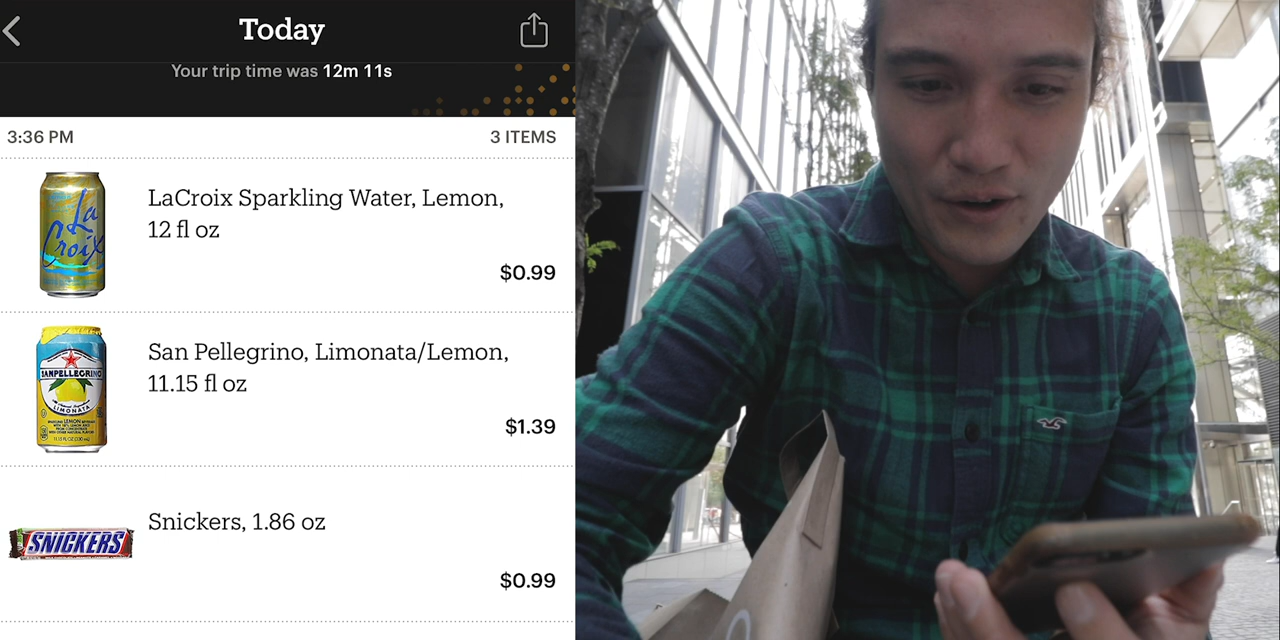 Today
Your trip time was 12m 11s
3:36 PM
3 ITEMS
La
Croix
LaCroix Sparkling Water, Lemon,
12 fl oz
$0.99
SANPELLEGRINO
LIMONATA
San Pellegrino, Limonata/Lemon,
11.15 fl oz
$1.39
SNICKERS
Snickers, 1.86 oz
$0.99